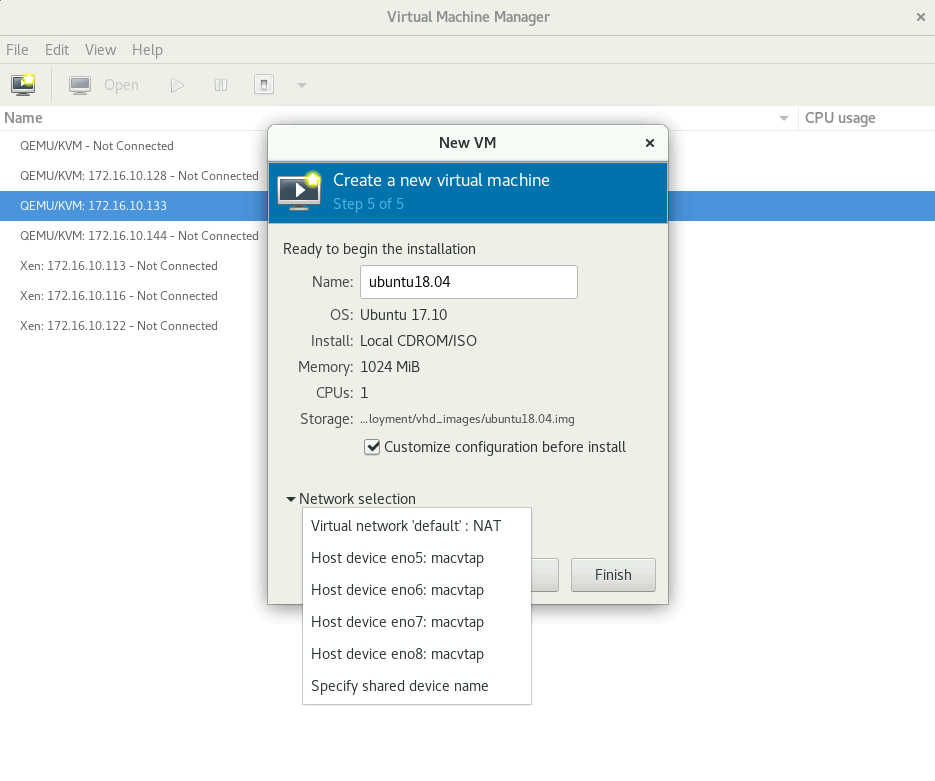 Virtual Machine Manager
File Edit View Help
Open
Name CPU usage
QEMU/KVM - Not Connected
QEMU/KVM: 172.16.10.128 - Not Connected
QEMU/KVM: 172.16.10.133
QEMU/KVM: 172.16.10.144 - Not Connected
Xen: 172.16.10.113 - Not Connected
Xen: 172.16.10.116 - Not Connected
Xen: 172.16.10.122 - Not Connected
New VM
Create a new virtual machine
Step 5 of 5
Ready to begin the installation
Name: ubuntu18.04
OS: Ubuntu 17.10
Install: Local CDROM/ISO
Memory: 1024 MiB
CPUs: 1
Storage: ...loyment/vhd_images/ubuntu18.04.img
Customize configuration before install
Network selection
Virtual network 'default' : NAT
Host device eno5: macvtap
Host device eno6: macvtap
Host device eno7: macvtap
Host device eno8: macvtap
Specify shared device name
Finish